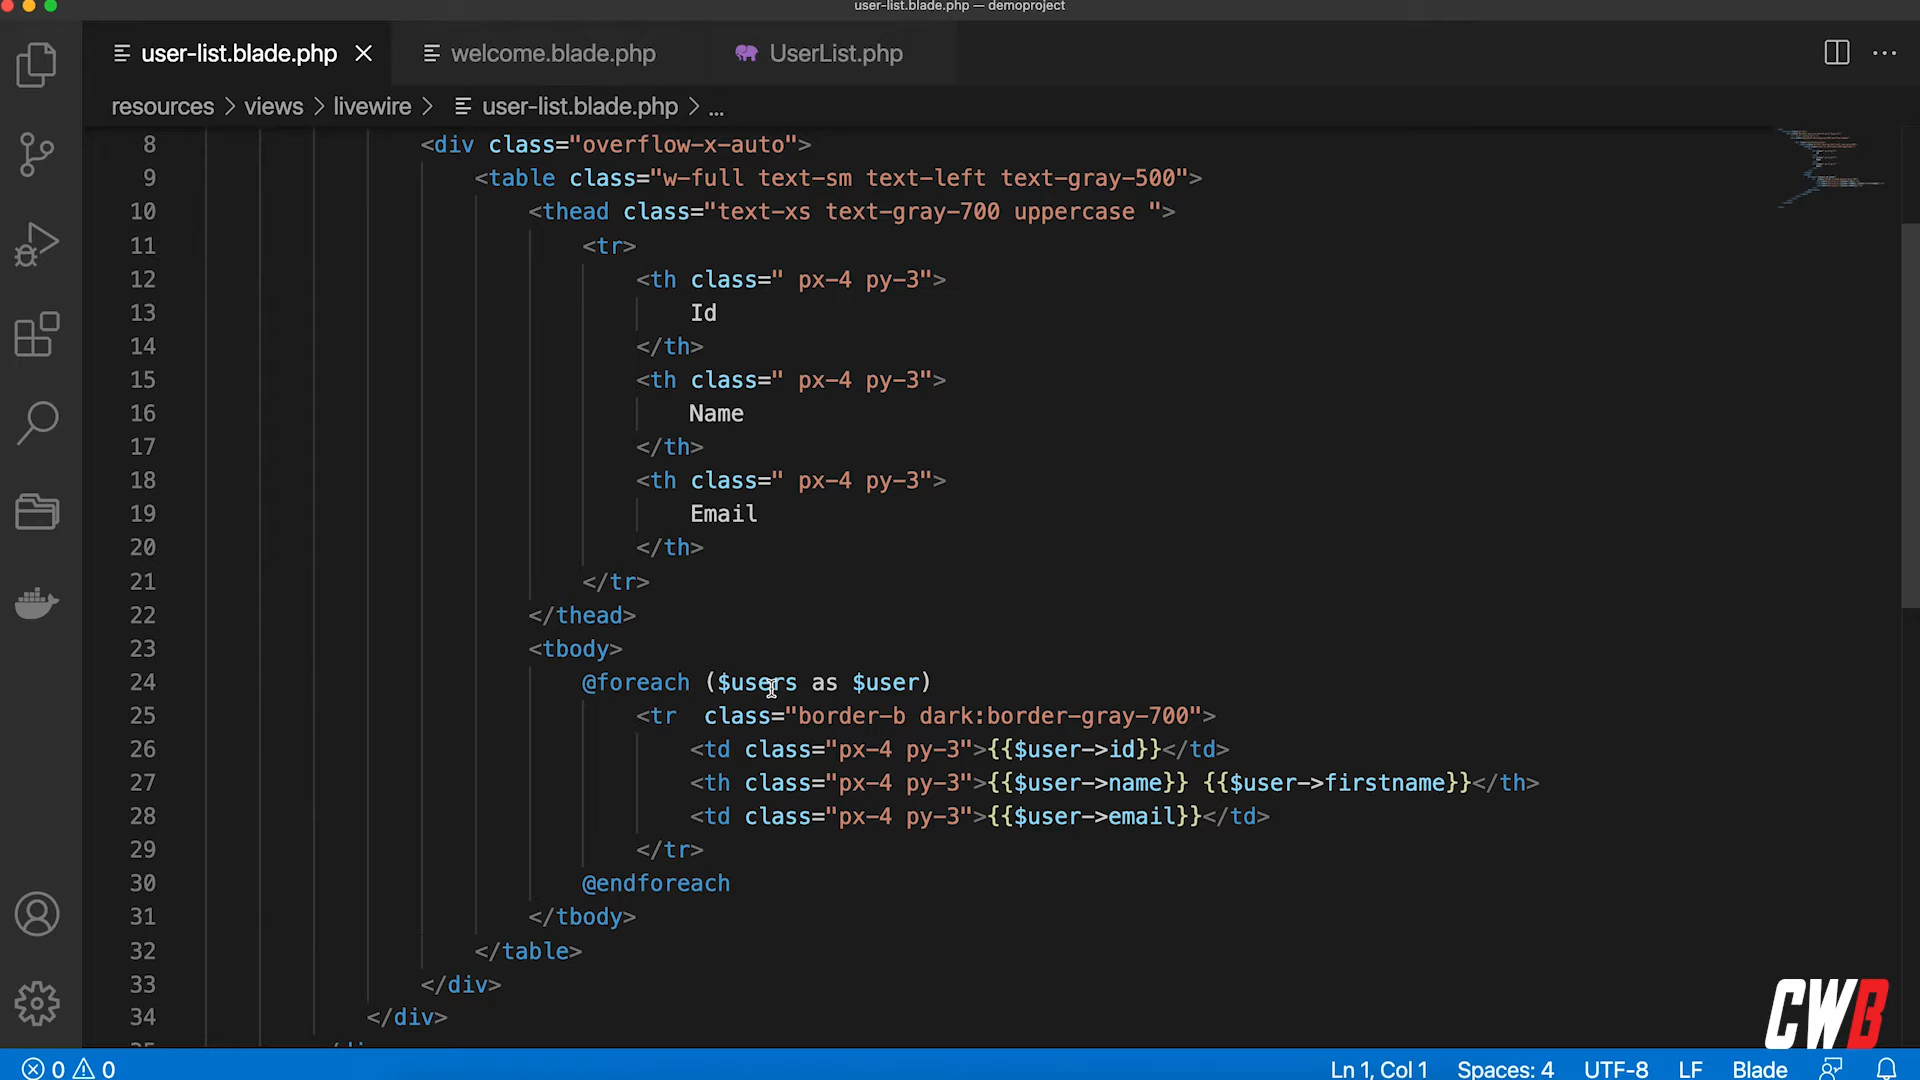 user-list.blade.php — demoproject
user-list.blade.php welcome.blade.php UserList.php
resources > views > livewire > user-list.blade.php > ...
8 <div class="overflow-x-auto">
9 <table class="w-full text-sm text-left text-gray-500">
10 <thead class="text-xs text-gray-700 uppercase ">
11 <tr>
12 <th class=" px-4 py-3">
13 Id
14 </th>
15 <th class=" px-4 py-3">
16 Name
17 </th>
18 <th class=" px-4 py-3">
19 Email
20 </th>
21 </tr>
22 </thead>
23 <tbody>
24 @foreach ($users as $user)
25 <tr  class="border-b dark:border-gray-700">
26 <td class="px-4 py-3">{{$user->id}}</td>
27 <th class="px-4 py-3">{{$user->name}} {{$user->firstname}}</th>
28 <td class="px-4 py-3">{{$user->email}}</td>
29 </tr>
30 @endforeach
31 </tbody>
32 </table>
33 </div>
34 </div>
CWB
0 0 Ln 1, Col 1 Spaces: 4 UTF-8 LF Blade